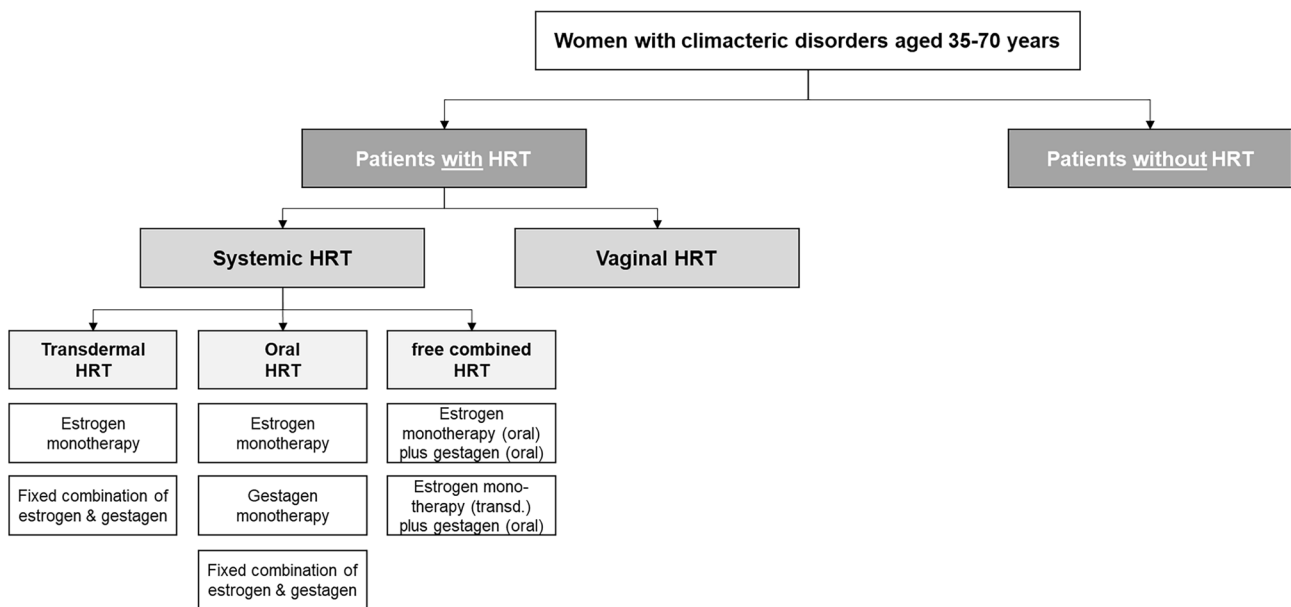 Women with climacteric disorders aged 35-70 years
Patients with HRT
Patients without HRT
Systemic HRT
Vaginal HRT
Transdermal
HRT
Oral
HRT
free combined
HRT
Estrogen
monotherapy
Estrogen
monotherapy
Estrogen
monotherapy (oral)
plus gestagen (oral)
Fixed combination of
estrogen & gestagen
Gestagen
monotherapy
Estrogen mono-
therapy (transd.)
plus gestagen (oral)
Fixed combination of
estrogen & gestagen